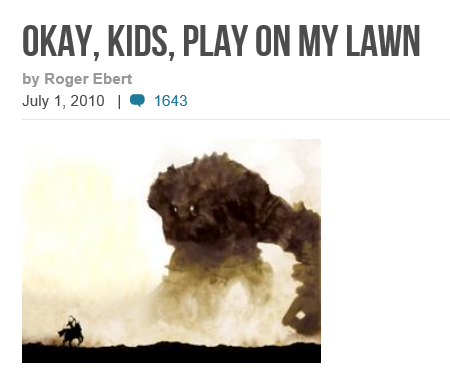 OKAY, KIDS, PLAY ON MY LAWN
by Roger Ebert
July 1, 2010 | 1643